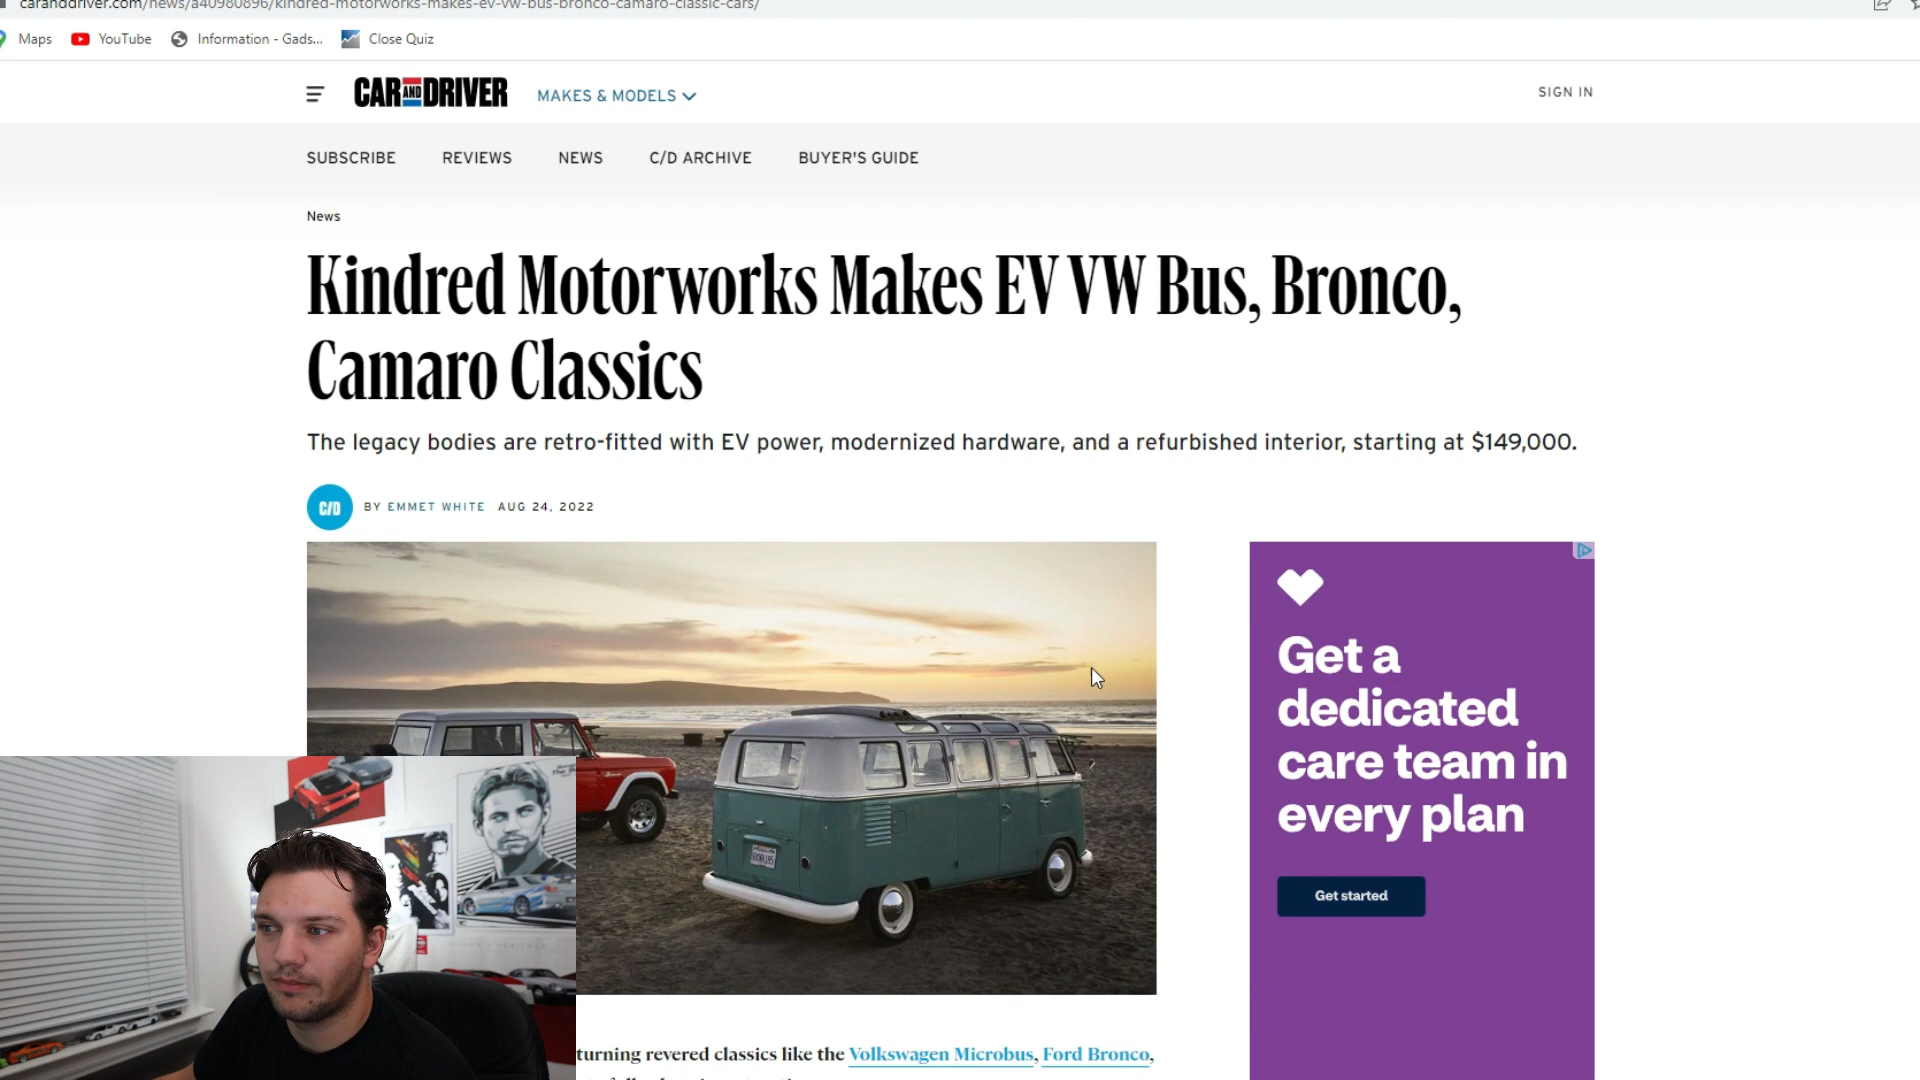 caranddriver.com/news/a40980896/kindred-motorworks-makes-ev-vw-bus-bronco-camaro-classic-cars/
Maps
YouTube
Information - Gads...
Close Quiz
CAR AND DRIVER
MAKES & MODELS
SIGN IN
SUBSCRIBE
REVIEWS
NEWS
C/D ARCHIVE
BUYER'S GUIDE
News
Kindred Motorworks Makes EV VW Bus, Bronco,
Camaro Classics
The legacy bodies are retro-fitted with EV power, modernized hardware, and a refurbished interior, starting at $149,000.
C/D
BY EMMET WHITE AUG 24, 2022
Get a
dedicated
care team in
every plan
Get started
turning revered classics like the Volkswagen Microbus, Ford Bronco,